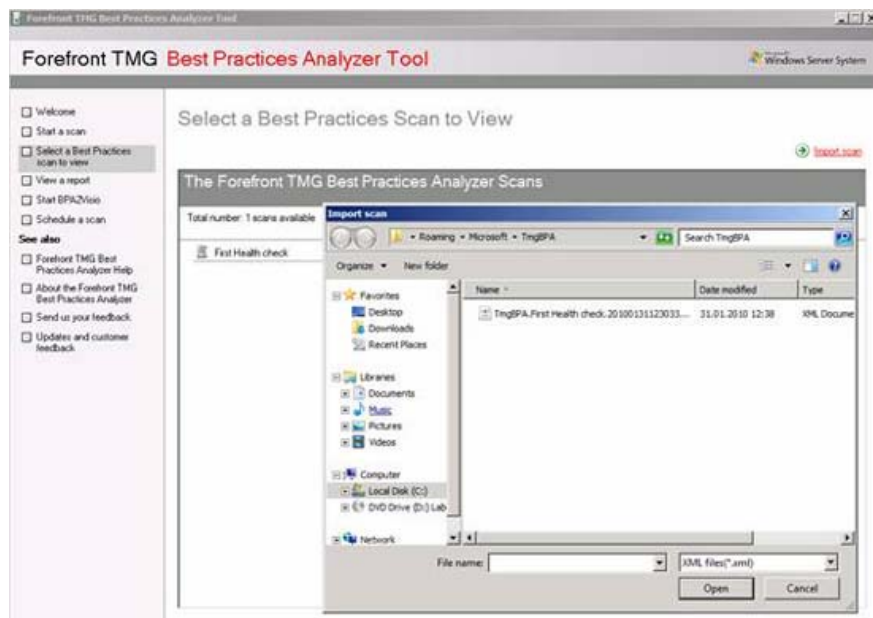 Forefront TMG Best Practices Analyzer Tool
Forefront TMG Best Practices Analyzer Tool
Windows Server System
Welcome
Start a scan
Select a Best Practices
scan to view
View a report
Start BPA2Visio
Schedule a scan
See also
Forefront TMG Best
Practices Analyzer Help
About the Forefront TMG
Best Practices Analyzer
Send us your feedback
Updates and customer
feedback
Select a Best Practices Scan to View
Import scan
The Forefront TMG Best Practices Analyzer Scans
Total number: 1 scans available
First Health check
Import scan
Roaming Microsoft TmgBPA
Search TmgBPA
Organize New folder
Favorites
Desktop
Downloads
Recent Places
Libraries
Documents
Music
Pictures
Videos
Computer
Local Disk (C:)
DVD Drive (D:) Lab
Network
Name Date modified Type
TmgBPA.First Health check.20100131123033... 31.01.2010 12:38 XML Docume
File name:
XML files(*.xml)
Open Cancel